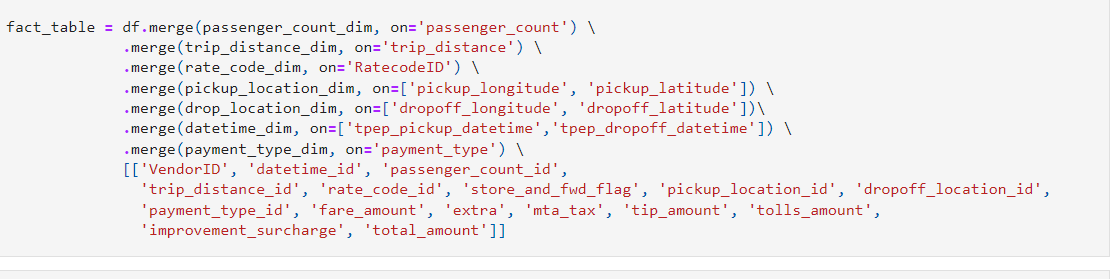 fact_table = df.merge(passenger_count_dim, on='passenger_count') \
.merge(trip_distance_dim, on='trip_distance') \
.merge(rate_code_dim, on='RatecodeID') \
.merge(pickup_location_dim, on=['pickup_longitude', 'pickup_latitude']) \
.merge(drop_location_dim, on=['dropoff_longitude', 'dropoff_latitude'])\
.merge(datetime_dim, on=['tpep_pickup_datetime','tpep_dropoff_datetime']) \
.merge(payment_type_dim, on='payment_type') \
[['VendorID', 'datetime_id', 'passenger_count_id',
'trip_distance_id', 'rate_code_id', 'store_and_fwd_flag', 'pickup_location_id', 'dropoff_location_id',
'payment_type_id', 'fare_amount', 'extra', 'mta_tax', 'tip_amount', 'tolls_amount',
'improvement_surcharge', 'total_amount']]